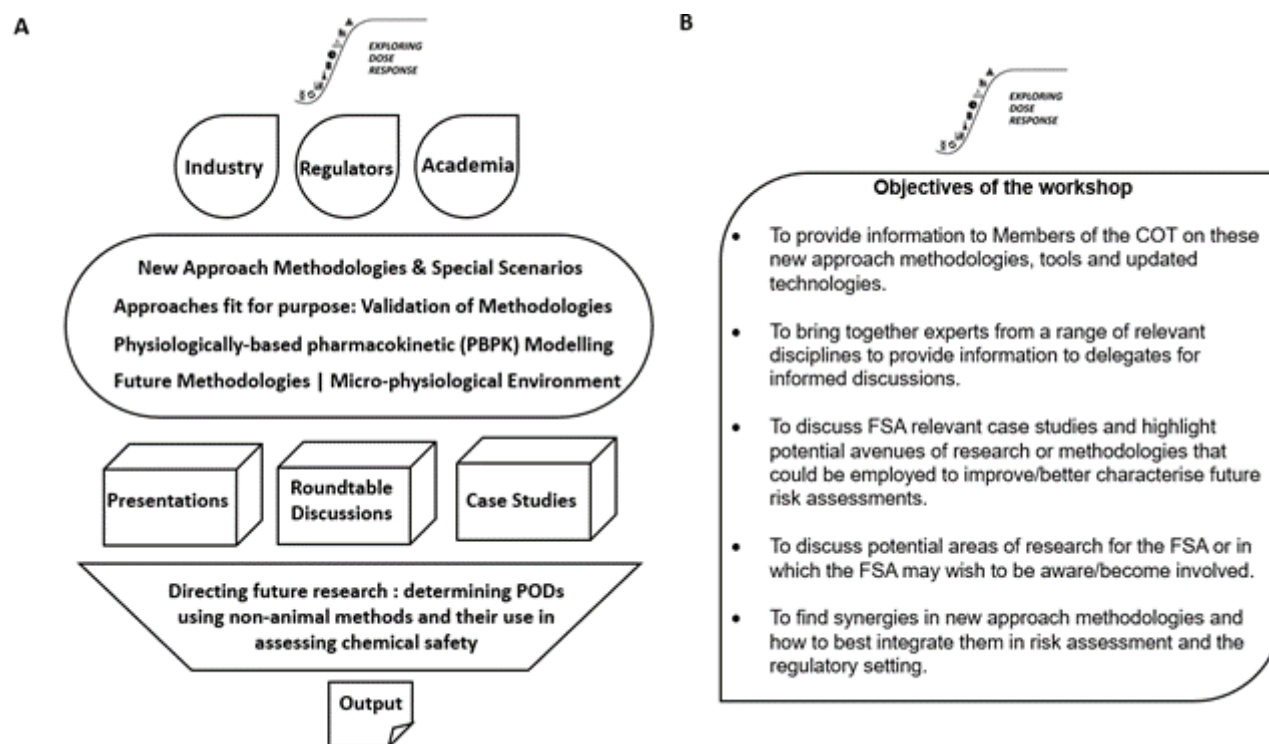 A
EXPLORING
DOSE
RESPONSE
Industry
Regulators
Academia
New Approach Methodologies & Special Scenarios
Approaches fit for purpose: Validation of Methodologies
Physiologically-based pharmacokinetic (PBPK) Modelling
Future Methodologies | Micro-physiological Environment
Presentations
Roundtable
Discussions
Case Studies
Directing future research : determining PODs
using non-animal methods and their use in
assessing chemical safety
Output
B
EXPLORING
DOSE
RESPONSE
Objectives of the workshop
• To provide information to Members of the COT on these
new approach methodologies, tools and updated
technologies.
• To bring together experts from a range of relevant
disciplines to provide information to delegates for
informed discussions.
• To discuss FSA relevant case studies and highlight
potential avenues of research or methodologies that
could be employed to improve/better characterise future
risk assessments.
• To discuss potential areas of research for the FSA or in
which the FSA may wish to be aware/become involved.
• To find synergies in new approach methodologies and
how to best integrate them in risk assessment and the
regulatory setting.